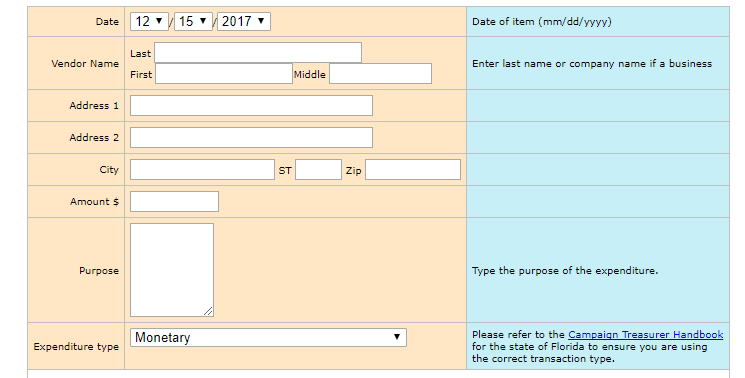 Date 12 / 15 / 2017 Date of item (mm/dd/yyyy)
Vendor Name Last
First Middle
Enter last name or company name if a business
Address 1
Address 2
City ST Zip
Amount $
Purpose Type the purpose of the expenditure.
Expenditure type Monetary
Please refer to the Campaign Treasurer Handbook
for the state of Florida to ensure you are using
the correct transaction type.